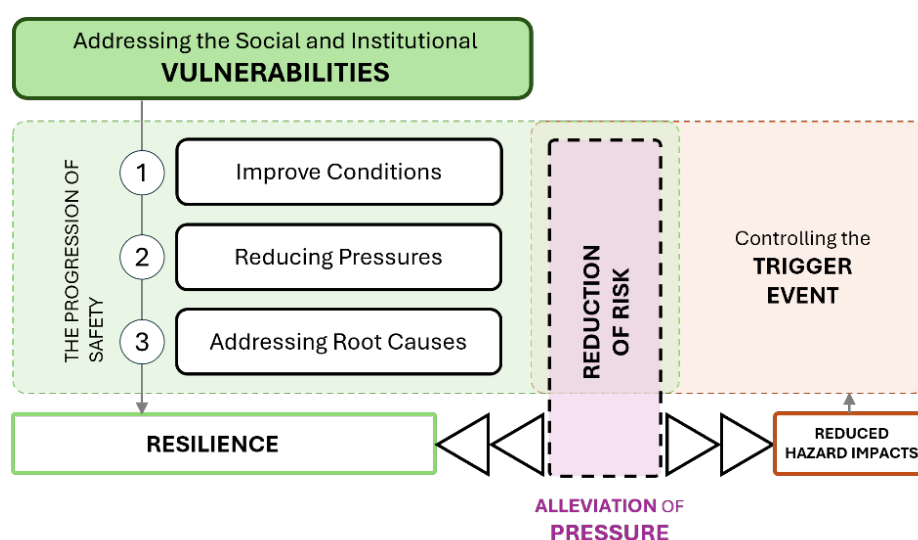 Addressing the Social and Institutional
VULNERABILITIES
THE PROGRESSION OF
SAFETY
1
Improve Conditions
2
Reducing Pressures
3
Addressing Root Causes
REDUCTION
OF RISK
Controlling the
TRIGGER
EVENT
RESILIENCE
REDUCED
HAZARD IMPACTS
ALLEVIATION OF
PRESSURE